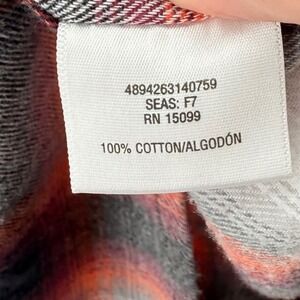 4894263140759
SEAS: F7
RN 15099
100% COTTON/ALGODÓN